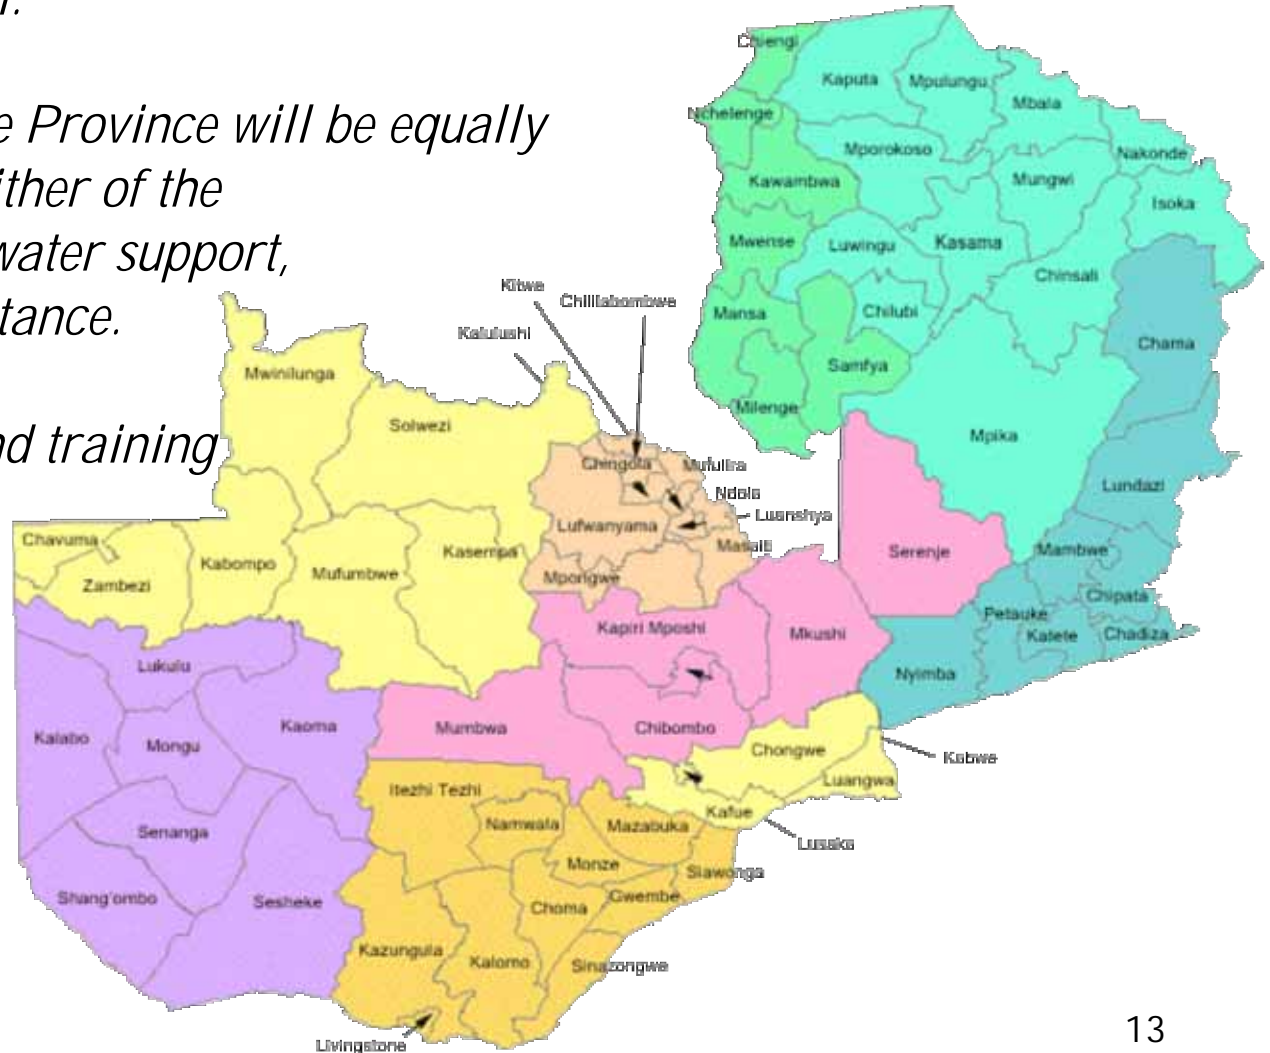 e Province will be equally
ither of the
water support,
tance.
nd training
Chiengi
Kaputa
Mpulungu
Mbala
Nchelenge
Mporokoso
Nakonde
Kawambwa
Mungwi
Isoka
Mwense
Luwingu
Kasama
Chinsali
Kitwe
Chililabombwe
Mansa
Chilubi
Kalulushi
Chama
Samfya
Mwinilunga
Milenge
Solwezi
Mpika
Chingola
Mufulira
Lundazi
Ndola
Luanshya
Lufwanyama
Masaiti
Chavuma
Kasempa
Serenje
Mambwe
Kabompo
Mufumbwe
Mpongwe
Zambezi
Chipata
Petauke
Kapiri Mposhi
Mkushi
Katete
Chadiza
Lukulu
Nyimba
Kaoma
Mumbwa
Chibombo
Kalabo
Mongu
Chongwe
Kabwe
Luangwa
Itezhi Tezhi
Kafue
Namwala
Mazabuka
Senanga
Lusaka
Monze
Siavonga
Shang'ombo
Sesheke
Gwembe
Choma
Kazungula
Kalomo
Sinazongwe
Livingstone
13